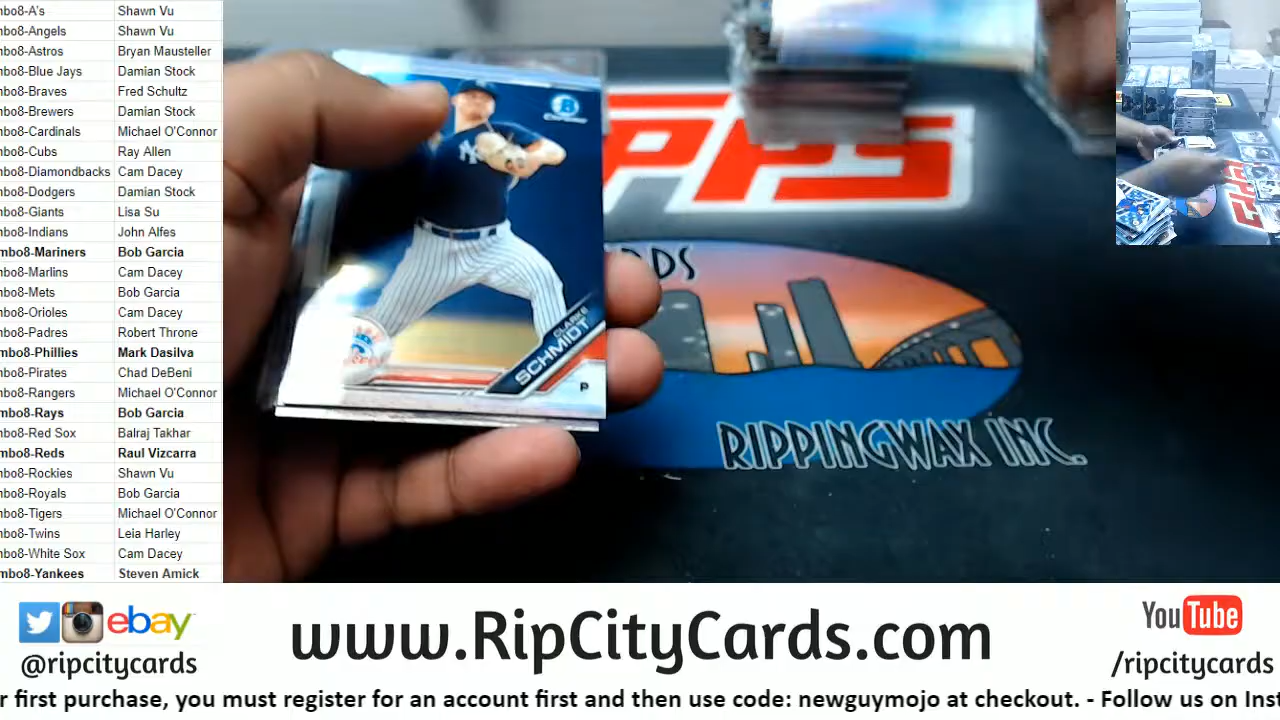 mbo8-A's Shawn Vu
mbo8-Angels Shawn Vu
mbo8-Astros Bryan Mausteller
mbo8-Blue Jays Damian Stock
mbo8-Braves Fred Schultz
mbo8-Brewers Damian Stock
mbo8-Cardinals Michael O'Connor
mbo8-Cubs Ray Allen
mbo8-Diamondbacks Cam Dacey
mbo8-Dodgers Damian Stock
mbo8-Giants Lisa Su
mbo8-Indians John Alfes
mbo8-Mariners Bob Garcia
mbo8-Marlins Cam Dacey
mbo8-Mets Bob Garcia
mbo8-Orioles Cam Dacey
mbo8-Padres Robert Throne
mbo8-Phillies Mark Dasilva
mbo8-Pirates Chad DeBeni
mbo8-Rangers Michael O'Connor
mbo8-Rays Bob Garcia
mbo8-Red Sox Balraj Takhar
mbo8-Reds Raul Vizcarra
mbo8-Rockies Shawn Vu
mbo8-Royals Bob Garcia
mbo8-Tigers Michael O'Connor
mbo8-Twins Leia Harley
mbo8-White Sox Cam Dacey
mbo8-Yankees Steven Amick
B
NY
CLARKE
SCHMIDT
P
PPS
RDS
RIPPINGWAX INC.
PPS
ebay
@ripcitycards
www.RipCityCards.com
YouTube
/ripcitycards
r first purchase, you must register for an account first and then use code: newguymojo at checkout. - Follow us on Inst